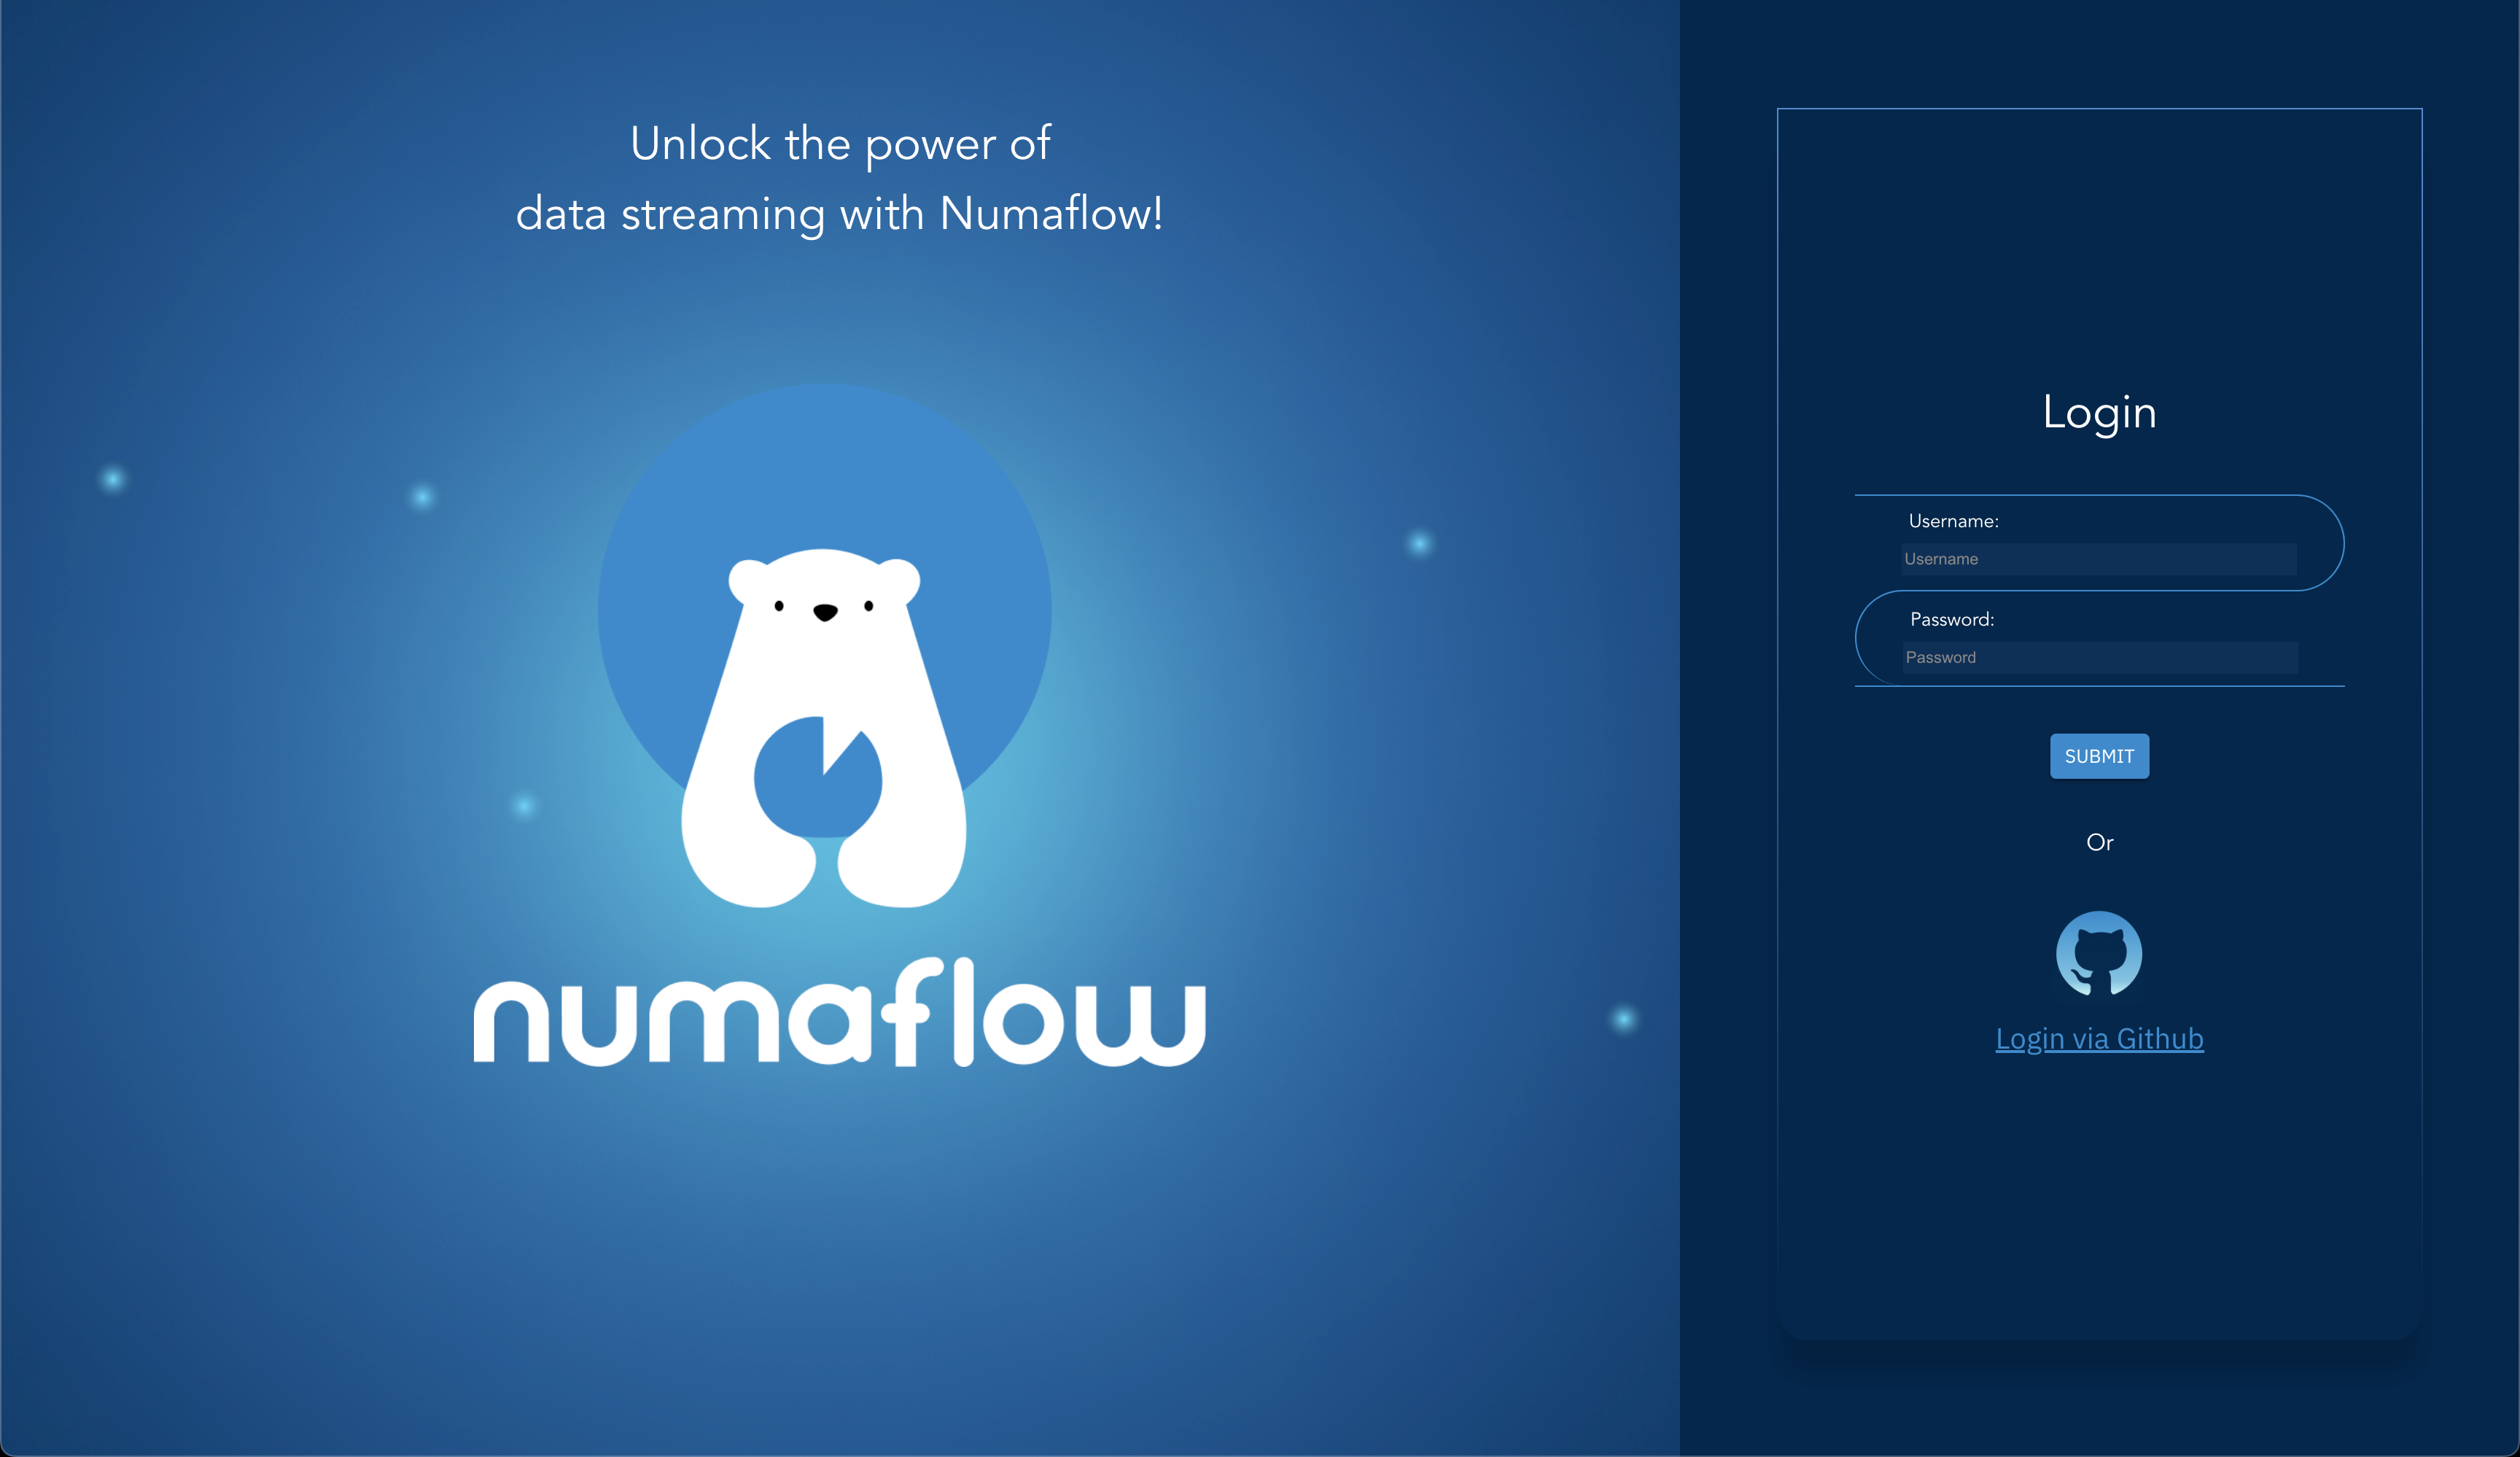 Unlock the power of
data streaming with Numaflow!
numaflow
Login
Username:
Username
Password:
Password
SUBMIT
Or
Login via Github